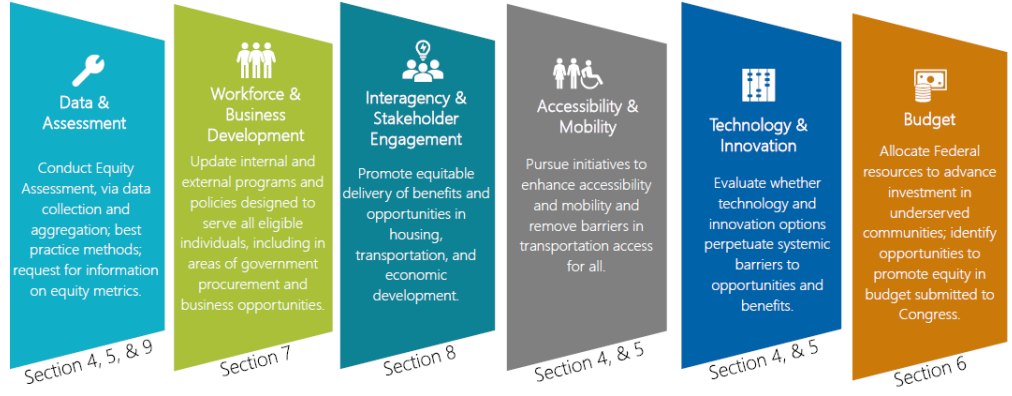 Data &
Assessment
Conduct Equity
Assessment, via data
collection and
aggregation; best
practice methods;
request for information
on equity metrics.
Section 4, 5, & 9
Workforce &
Business
Development
Update internal and
external programs and
policies designed to
serve all eligible
individuals, including in
areas of government
procurement and
business opportunities.
Section 7
Interagency &
Stakeholder
Engagement
Promote equitable
delivery of benefits and
opportunities in
housing,
transportation, and
economic
development.
Section 8
Accessibility &
Mobility
Pursue initiatives to
enhance accessibility
and mobility and
remove barriers in
transportation access
for all.
Section 4, & 5
Technology &
Innovation
Evaluate whether
technology and
innovation options
perpetuate systemic
barriers to
opportunities and
benefits.
Section 4, & 5
Budget
Allocate Federal
resources to advance
investment in
underserved
communities; identify
opportunities to
promote equity in
budget submitted to
Congress.
Section 6